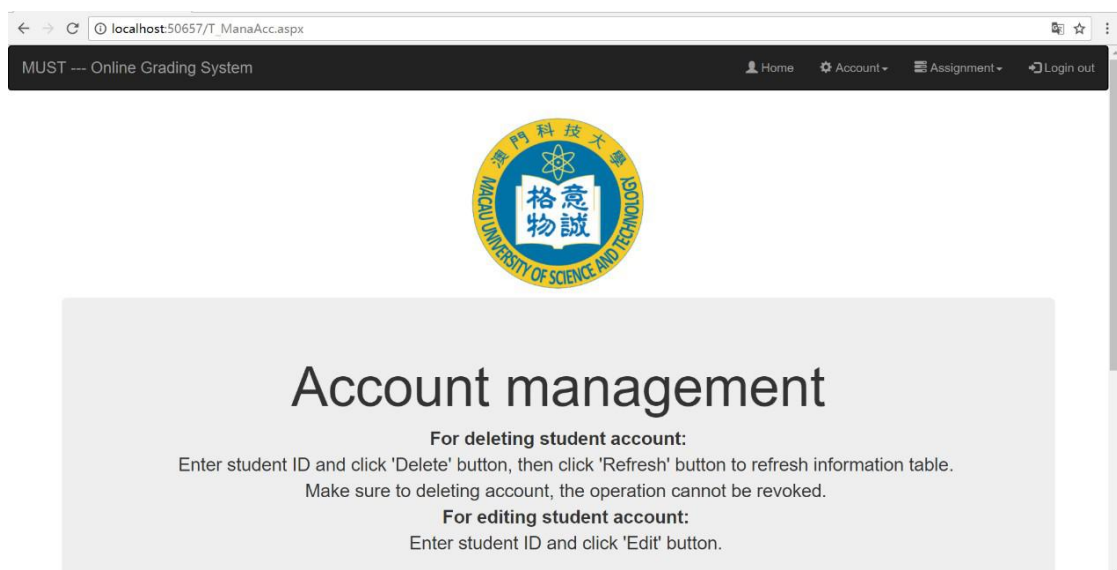 localhost:50657/T_ManaAcc.aspx
MUST --- Online Grading System
Home
Account
Assignment
Login out
澳門科技大學
格意
物誠
MACAU UNIVERSITY OF SCIENCE AND TECHNOLOGY
Account management
For deleting student account:
Enter student ID and click 'Delete' button, then click 'Refresh' button to refresh information table.
Make sure to deleting account, the operation cannot be revoked.
For editing student account:
Enter student ID and click 'Edit' button.